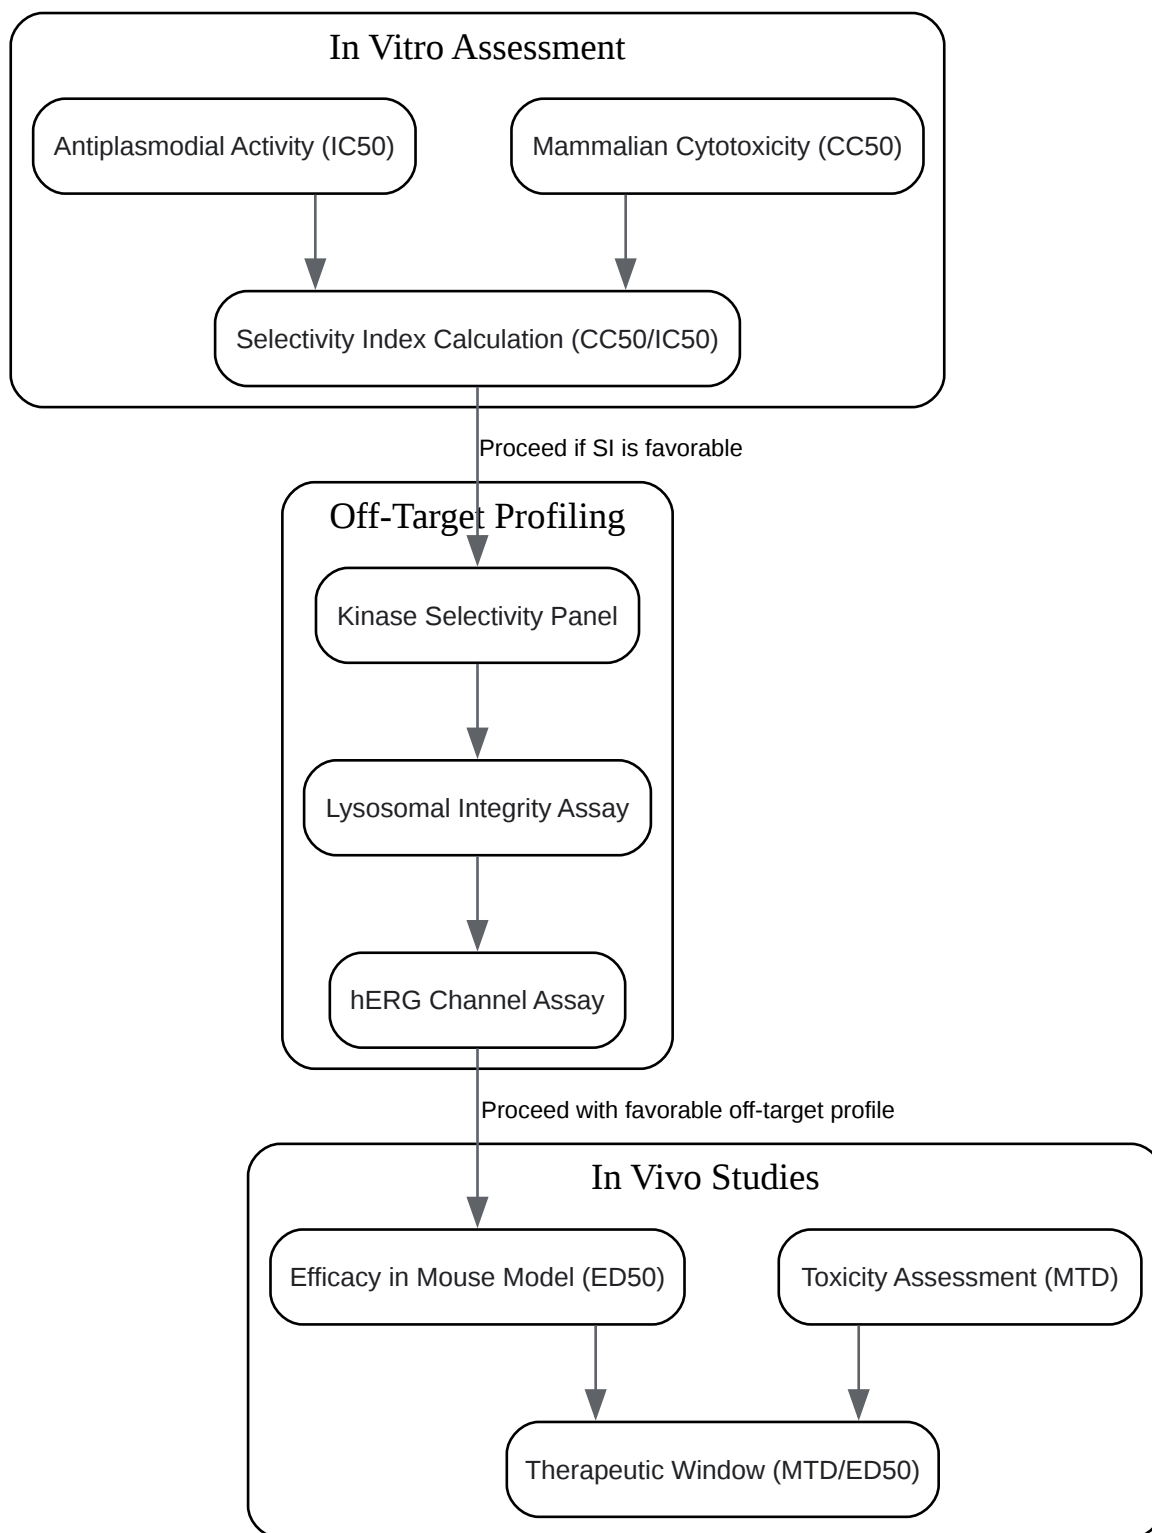 In Vitro Assessment
Antiplasmodial Activity (IC50)
Mammalian Cytotoxicity (CC50)
Selectivity Index Calculation (CC50/IC50)
Proceed if SI is favorable
Off-Target Profiling
Kinase Selectivity Panel
Lysosomal Integrity Assay
hERG Channel Assay
Proceed with favorable off-target profile
In Vivo Studies
Efficacy in Mouse Model (ED50)
Toxicity Assessment (MTD)
Therapeutic Window (MTD/ED50)